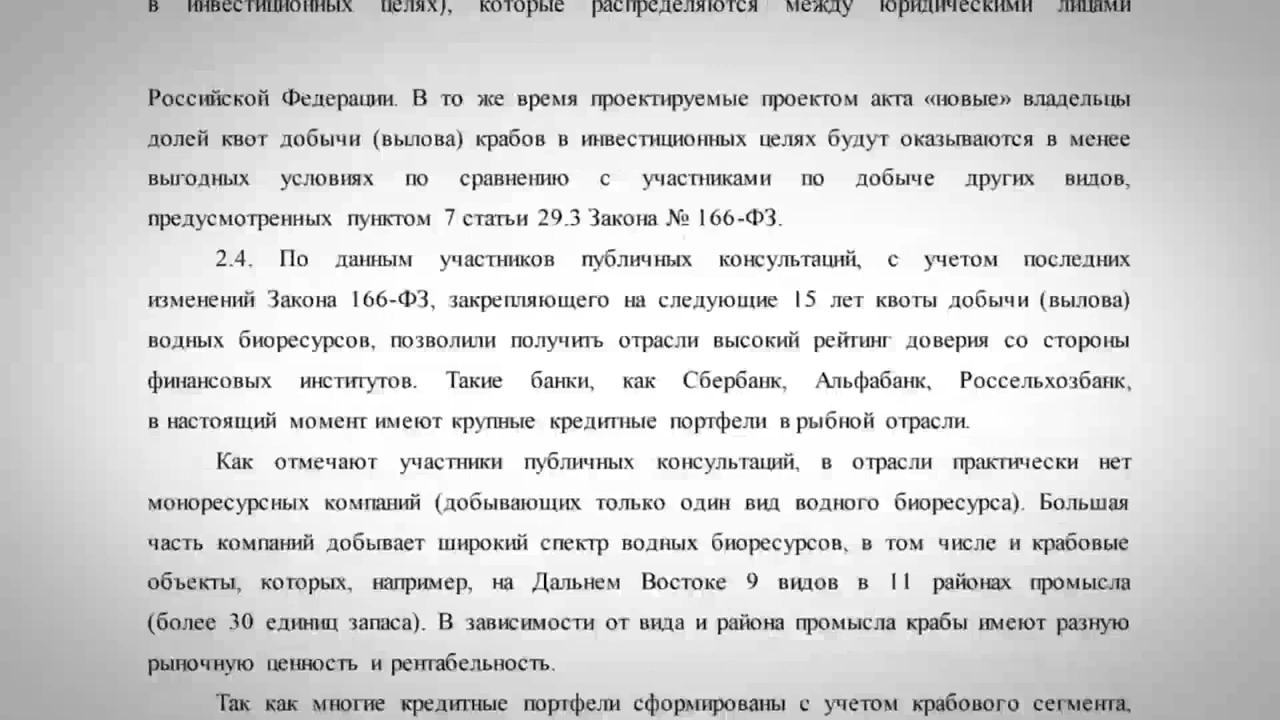 в инвестиционных целях), которые распределяются между юридическими лицами
Российской Федерации. В то же время проектируемые проектом акта «новые» владельцы
долей квот добычи (вылова) крабов в инвестиционных целях будут оказываются в менее
выгодных условиях по сравнению с участниками по добыче других видов,
предусмотренных пунктом 7 статьи 29.3 Закона № 166-ФЗ.
2.4. По данным участников публичных консультаций, с учетом последних
изменений Закона 166-ФЗ, закрепляющего на следующие 15 лет квоты добычи (вылова)
водных биоресурсов, позволили получить отрасли высокий рейтинг доверия со стороны
финансовых институтов. Такие банки, как Сбербанк, Альфабанк, Россельхозбанк,
в настоящий момент имеют крупные кредитные портфели в рыбной отрасли.
Как отмечают участники публичных консультаций, в отрасли практически нет
моноресурсных компаний (добывающих только один вид водного биоресурса). Большая
часть компаний добывает широкий спектр водных биоресурсов, в том числе и крабовые
объекты, которых, например, на Дальнем Востоке 9 видов в 11 районах промысла
(более 30 единиц запаса). В зависимости от вида и района промысла крабы имеют разную
рыночную ценность и рентабельность.
Так как многие кредитные портфели сформированы с учетом крабового сегмента,